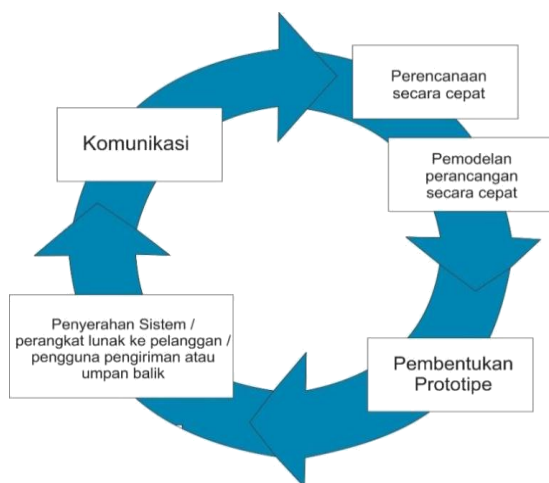 Komunikasi
Perencanaan
secara cepat
Pemodelan
perancangan
secara cepat
Pembentukan
Prototipe
Penyerahan Sistem /
perangkat lunak ke pelanggan /
pengguna pengiriman atau
umpan balik